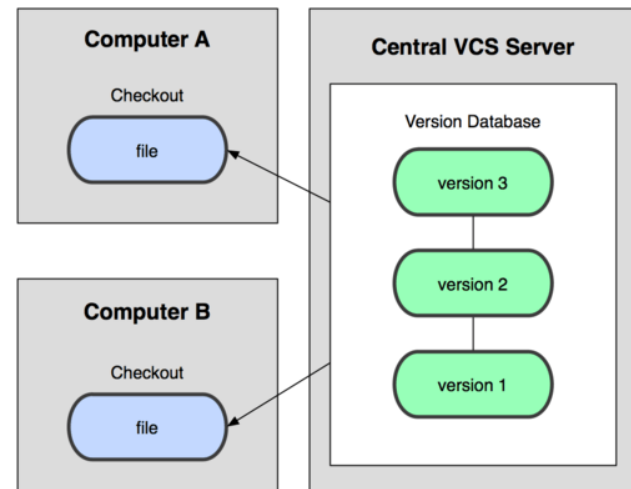 Computer A
Checkout
file
Computer B
Checkout
file
Central VCS Server
Version Database
version 3
version 2
version 1